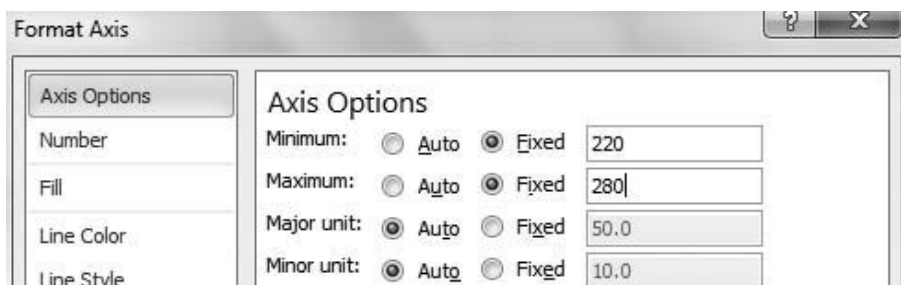 Format Axis
?
X
Axis Options
Number
Fill
Line Color
Line Style
Axis Options
Minimum: Auto Fixed 220
Maximum: Auto Fixed 280
Major unit: Auto Fixed 50.0
Minor unit: Auto Fixed 10.0